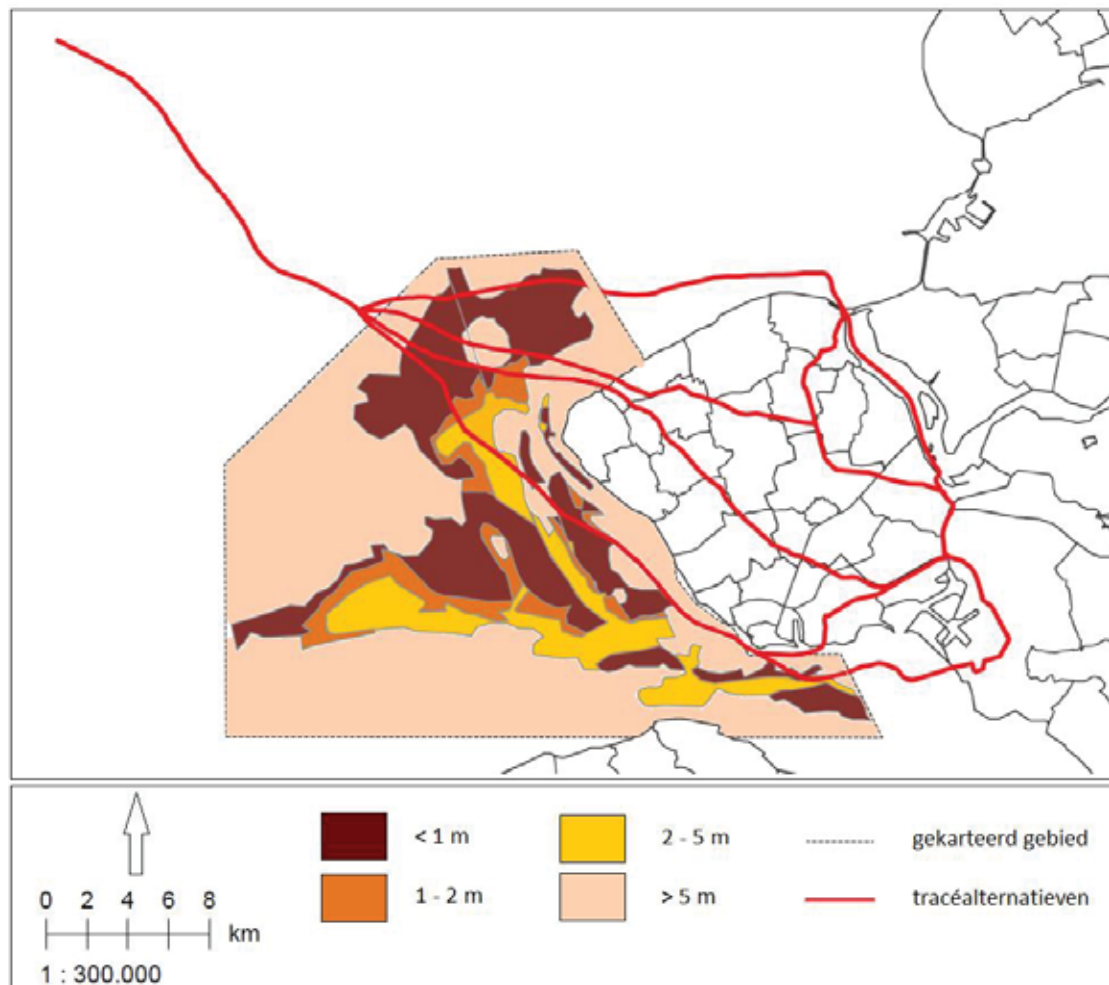 < 1 m
1 - 2 m
2 - 5 m
> 5 m
gekarteerd gebied
tracéalternatieven
0 2 4 6 8
km
1 : 300.000